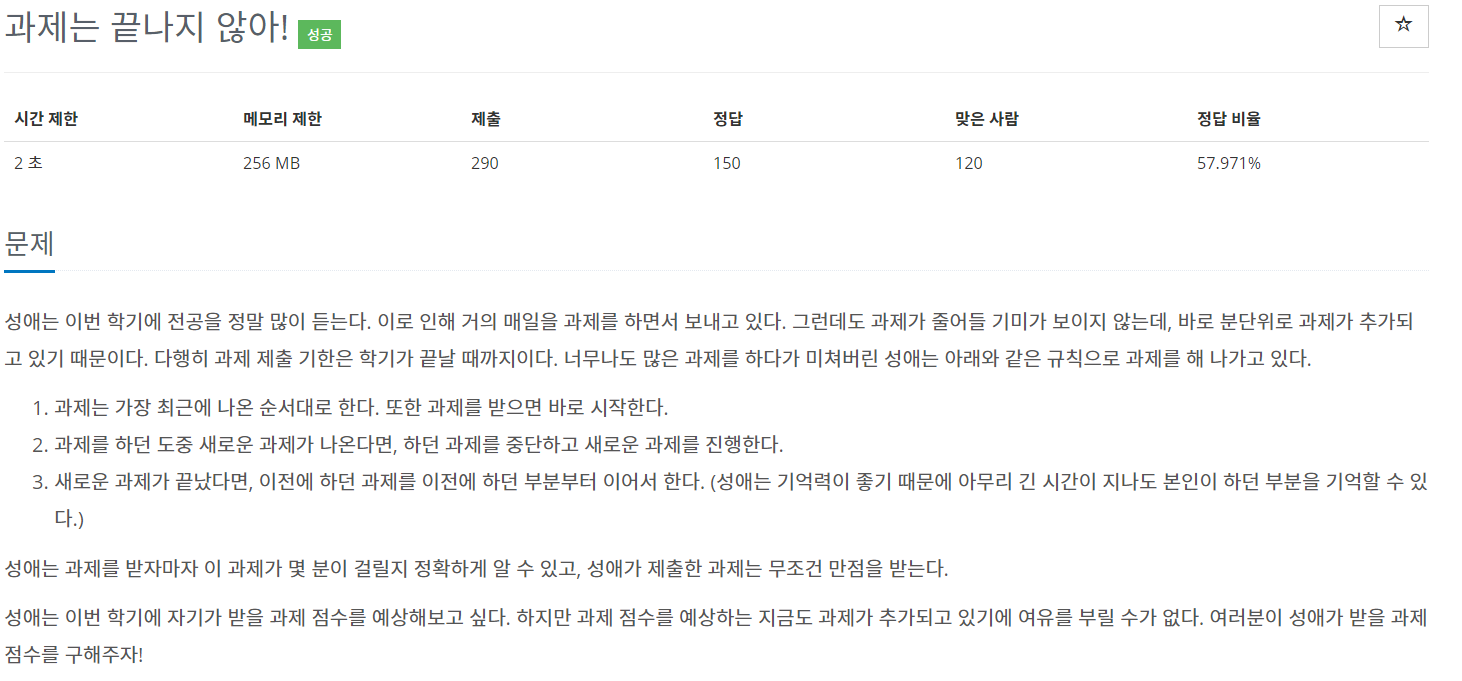 과제는 끝나지 않아! 성공
☆
시간 제한 메모리 제한 제출 정답 맞은 사람 정답 비율
2 초 256 MB 290 150 120 57.971%
문제
성애는 이번 학기에 전공을 정말 많이 듣는다. 이로 인해 거의 매일을 과제를 하면서 보내고 있다. 그런데도 과제가 줄어들 기미가 보이지 않는데, 바로 분단위로 과제가 추가되
고 있기 때문이다. 다행히 과제 제출 기한은 학기가 끝날 때까지이다. 너무나도 많은 과제를 하다가 미쳐버린 성애는 아래와 같은 규칙으로 과제를 해 나가고 있다.
1. 과제는 가장 최근에 나온 순서대로 한다. 또한 과제를 받으면 바로 시작한다.
2. 과제를 하던 도중 새로운 과제가 나온다면, 하던 과제를 중단하고 새로운 과제를 진행한다.
3. 새로운 과제가 끝났다면, 이전에 하던 과제를 이전에 하던 부분부터 이어서 한다. (성애는 기억력이 좋기 때문에 아무리 긴 시간이 지나도 본인이 하던 부분을 기억할 수 있
다.)
성애는 과제를 받자마자 이 과제가 몇 분이 걸릴지 정확하게 알 수 있고, 성애가 제출한 과제는 무조건 만점을 받는다.
성애는 이번 학기에 자기가 받을 과제 점수를 예상해보고 싶다. 하지만 과제 점수를 예상하는 지금도 과제가 추가되고 있기에 여유를 부릴 수가 없다. 여러분이 성애가 받을 과제
점수를 구해주자!